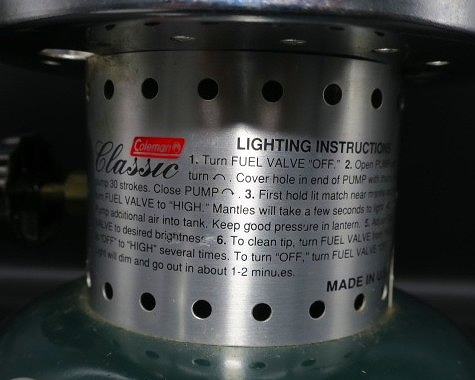 Coleman
Classic
LIGHTING INSTRUCTIONS
1. Turn FUEL VALVE "OFF." 2. Open PUMP
turn ↷. Cover hole in end of PUMP with
30 strokes. Close PUMP ↷. 3. First hold lit match near
FUEL VALVE to "HIGH." Mantles will take a few seconds to
additional air into tank. Keep good pressure in lantern. 5.
to desired brightness. 6. To clean tip, turn FUEL VALVE
"OFF" to "HIGH" several times. To turn "OFF," turn FUEL VALVE
will dim and go out in about 1-2 minutes.
MADE IN